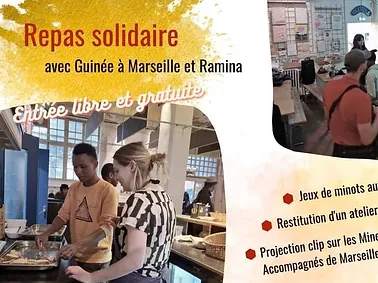 Repas solidaire
avec Guinée à Marseille et Ramina
Entrée libre et gratuite
Jeux de minots au
Restitution d'un atelier
Projection clip sur les Mine
Accompagnés de Marseille